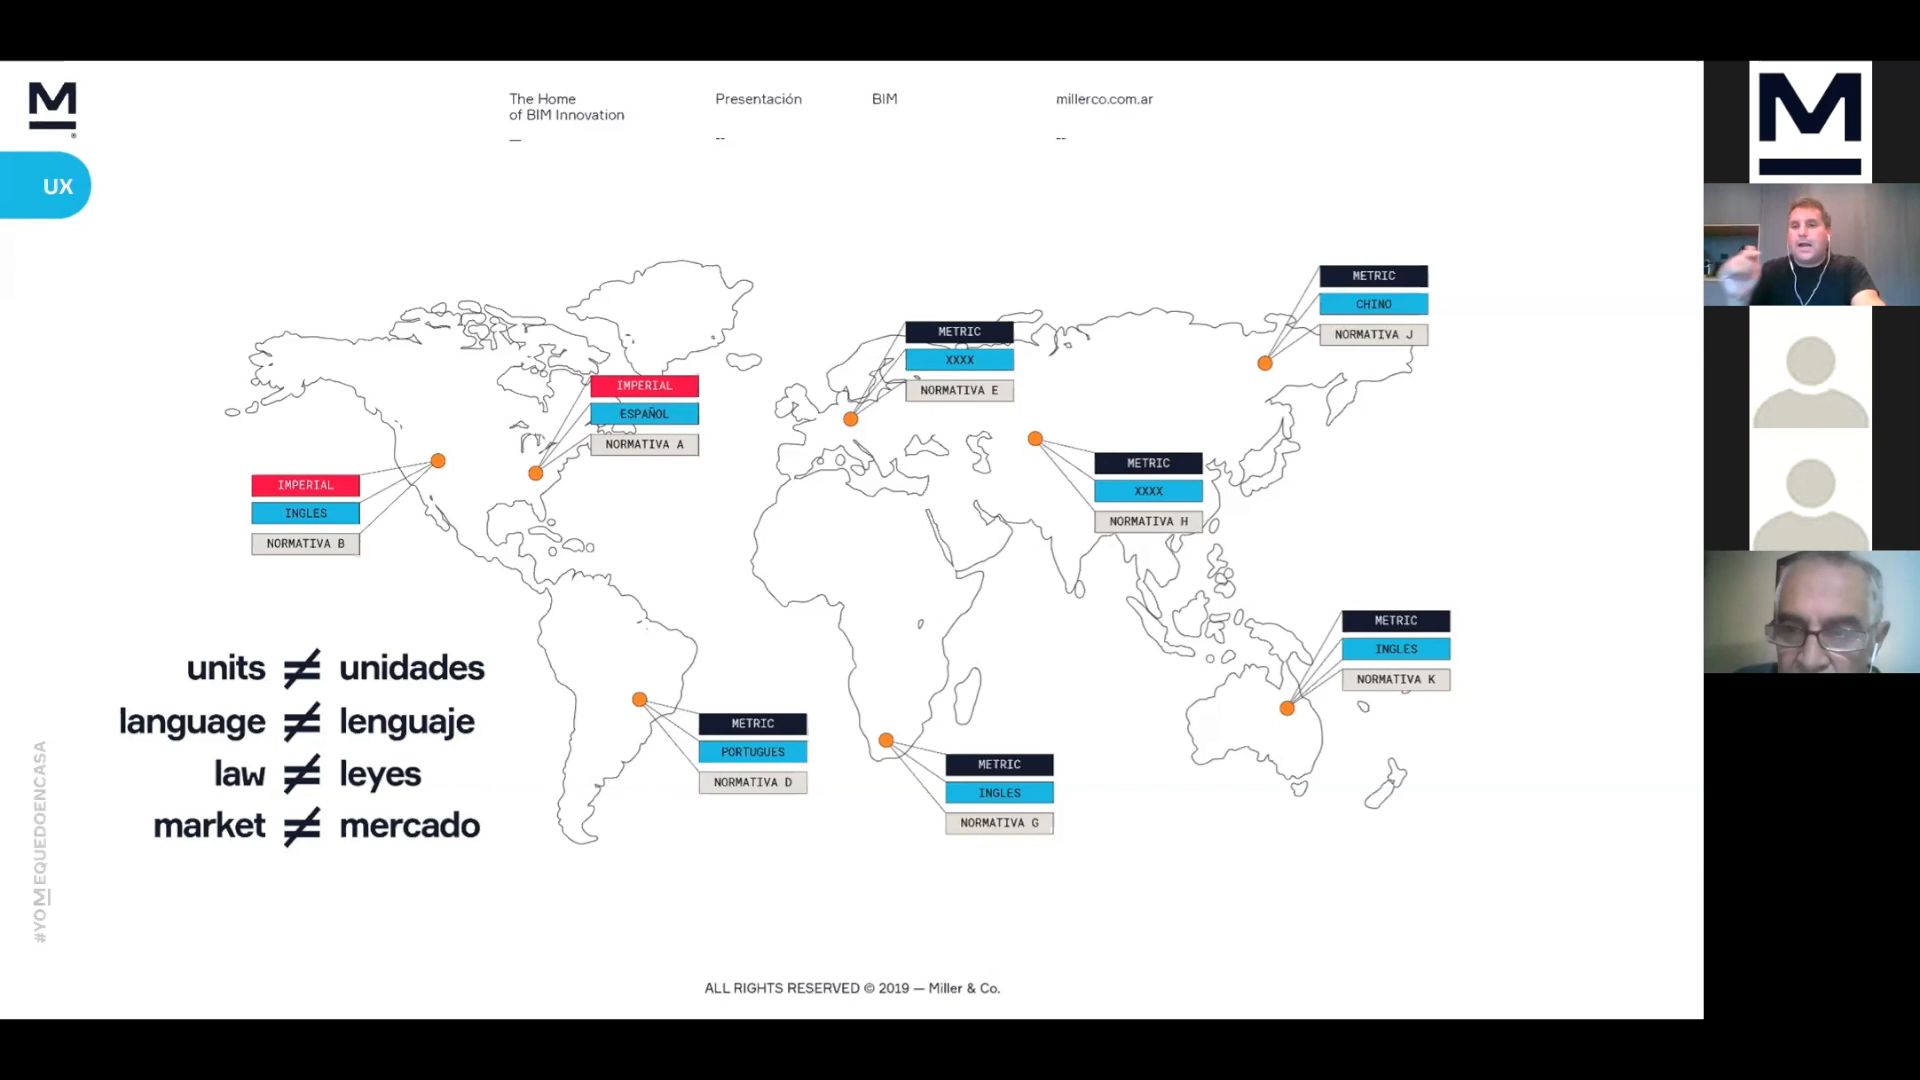 M
The Home
of BIM Innovation
—
Presentación
--
BIM
millerco.com.ar
--
M
UX
METRIC
CHINO
NORMATIVA J
METRIC
XXXX
NORMATIVA E
IMPERIAL
ESPAÑOL
NORMATIVA A
METRIC
XXXX
NORMATIVA H
IMPERIAL
INGLES
NORMATIVA B
METRIC
INGLES
NORMATIVA K
units ≠ unidades
language ≠ lenguaje
law ≠ leyes
market ≠ mercado
METRIC
PORTUGUES
NORMATIVA D
METRIC
INGLES
NORMATIVA G
#YOMEQUEDOENCASA
ALL RIGHTS RESERVED © 2019 — Miller & Co.